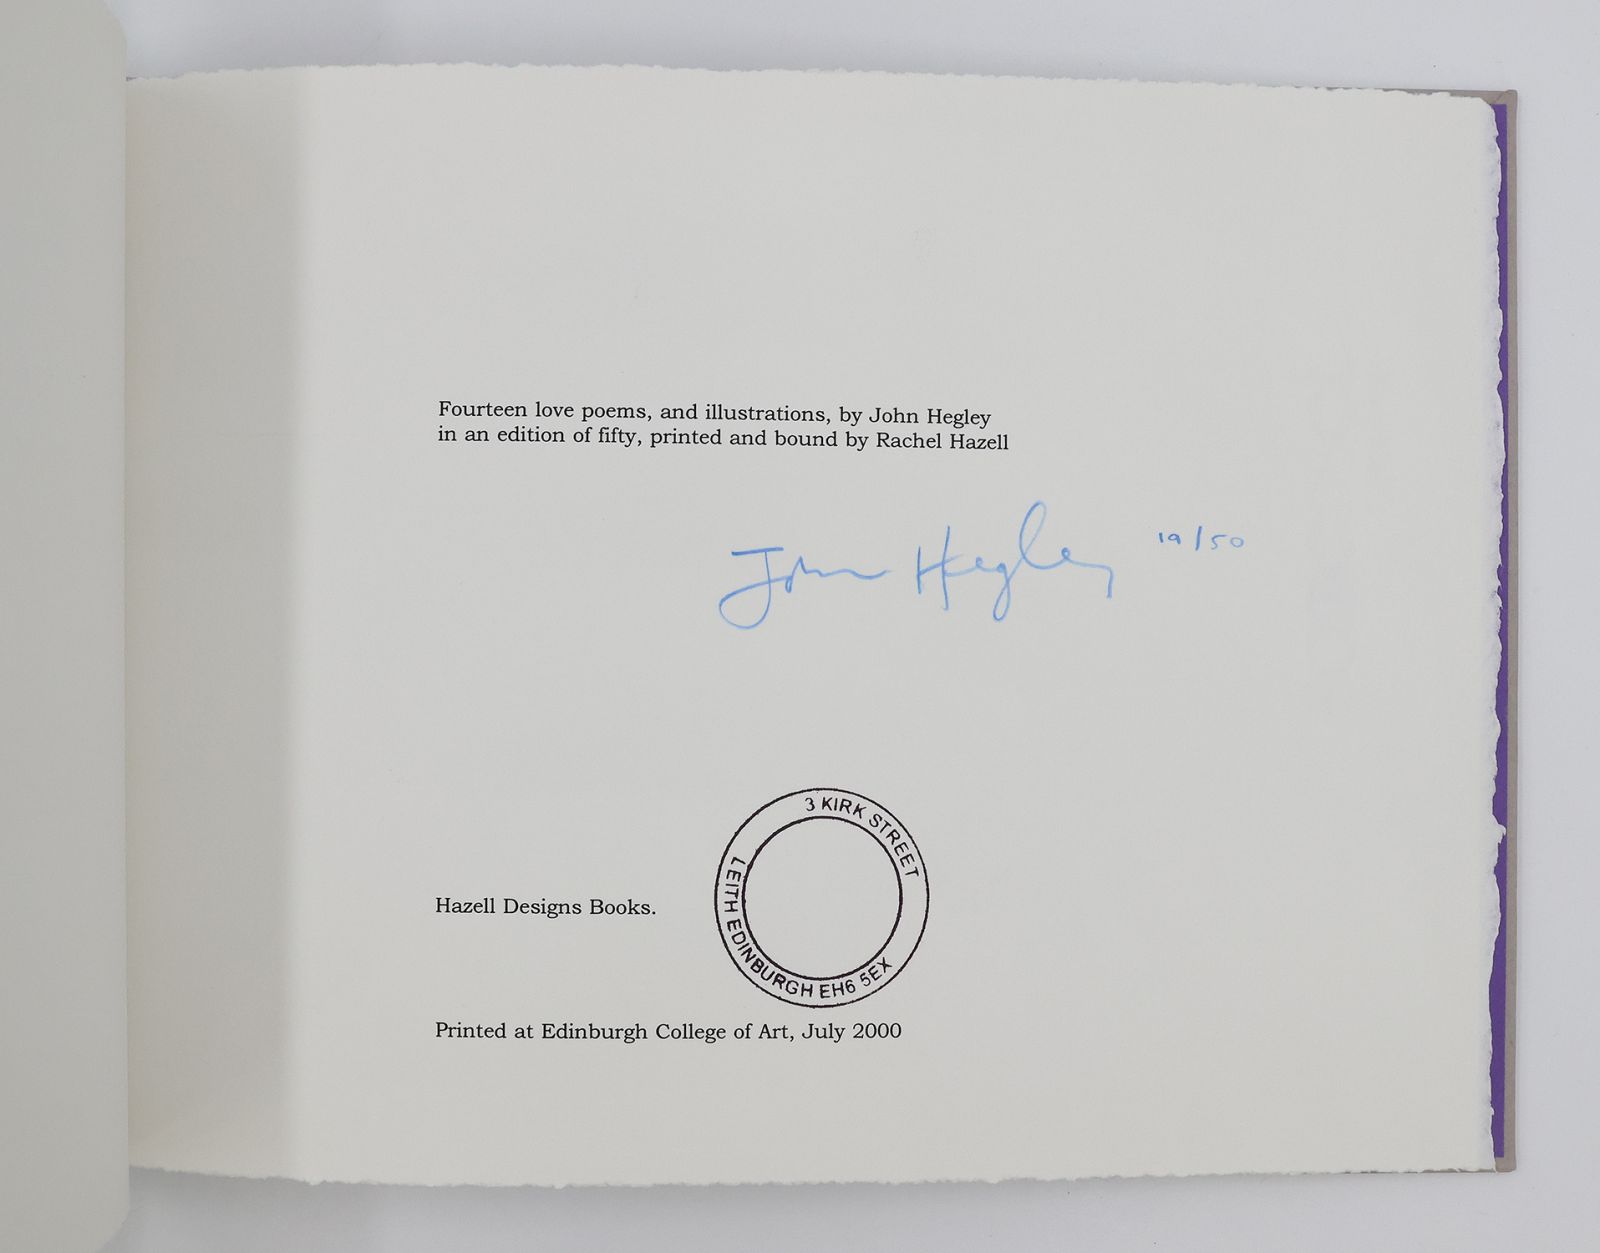 Fourteen love poems, and illustrations, by John Hegley
in an edition of fifty, printed and bound by Rachel Hazell
John Hegley 19/50
3 KIRK STREET
LEITH EDINBURGH EH6 5EX
Hazell Designs Books.
Printed at Edinburgh College of Art, July 2000